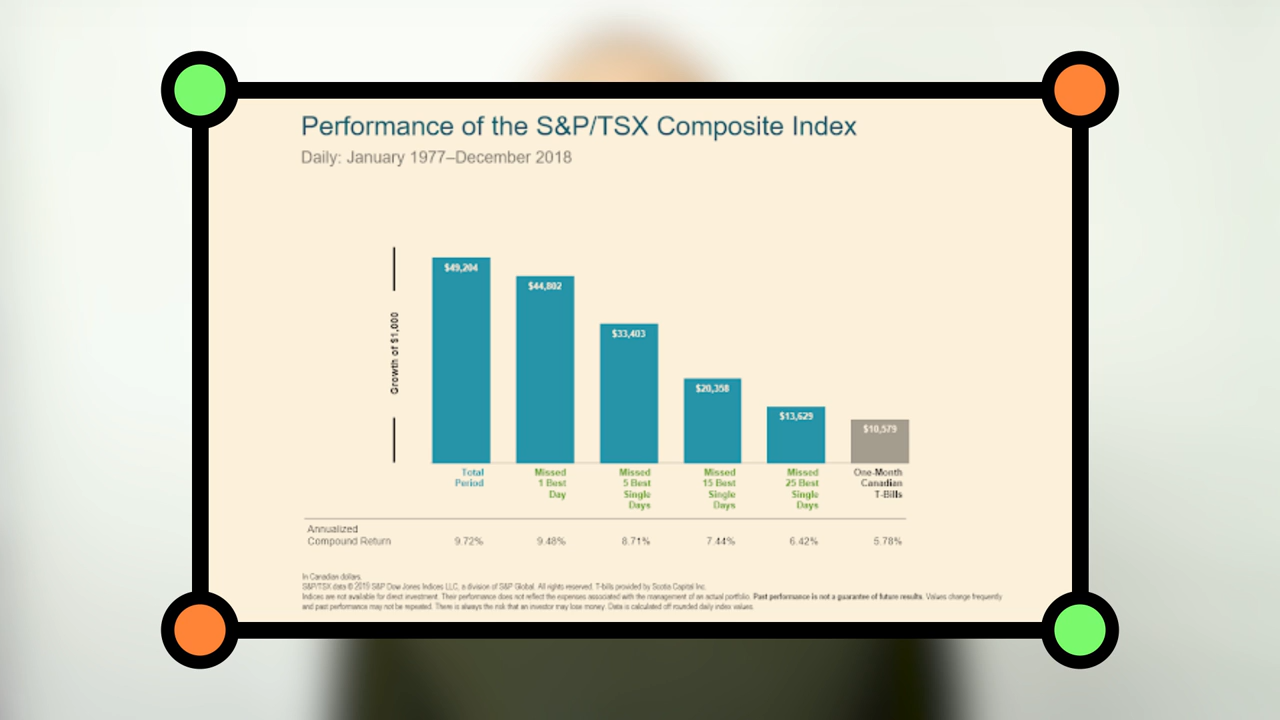 Performance of the S&P/TSX Composite Index
Daily: January 1977–December 2018
Growth of $1,000
$49,204
$44,802
$33,403
$20,358
$13,629
$10,579
Total
Period
Missed
1 Best
Day
Missed
5 Best
Single
Days
Missed
15 Best
Single
Days
Missed
25 Best
Single
Days
One-Month
Canadian
T-Bills
Annualized
Compound Return 9.72% 9.48% 8.71% 7.44% 6.42% 5.78%
In Canadian dollars.
S&P/TSX data © 2019 S&P Dow Jones Indices LLC, a division of S&P Global. All rights reserved. T-bills provided by Scotia Capital Inc.
Indices are not available for direct investment. Their performance does not reflect the expenses associated with the management of an actual portfolio. Past performance is not a guarantee of future results. Values change frequently
and past performance may not be repeated. There is always the risk that an investor may lose money. Data is calculated off rounded daily index values.